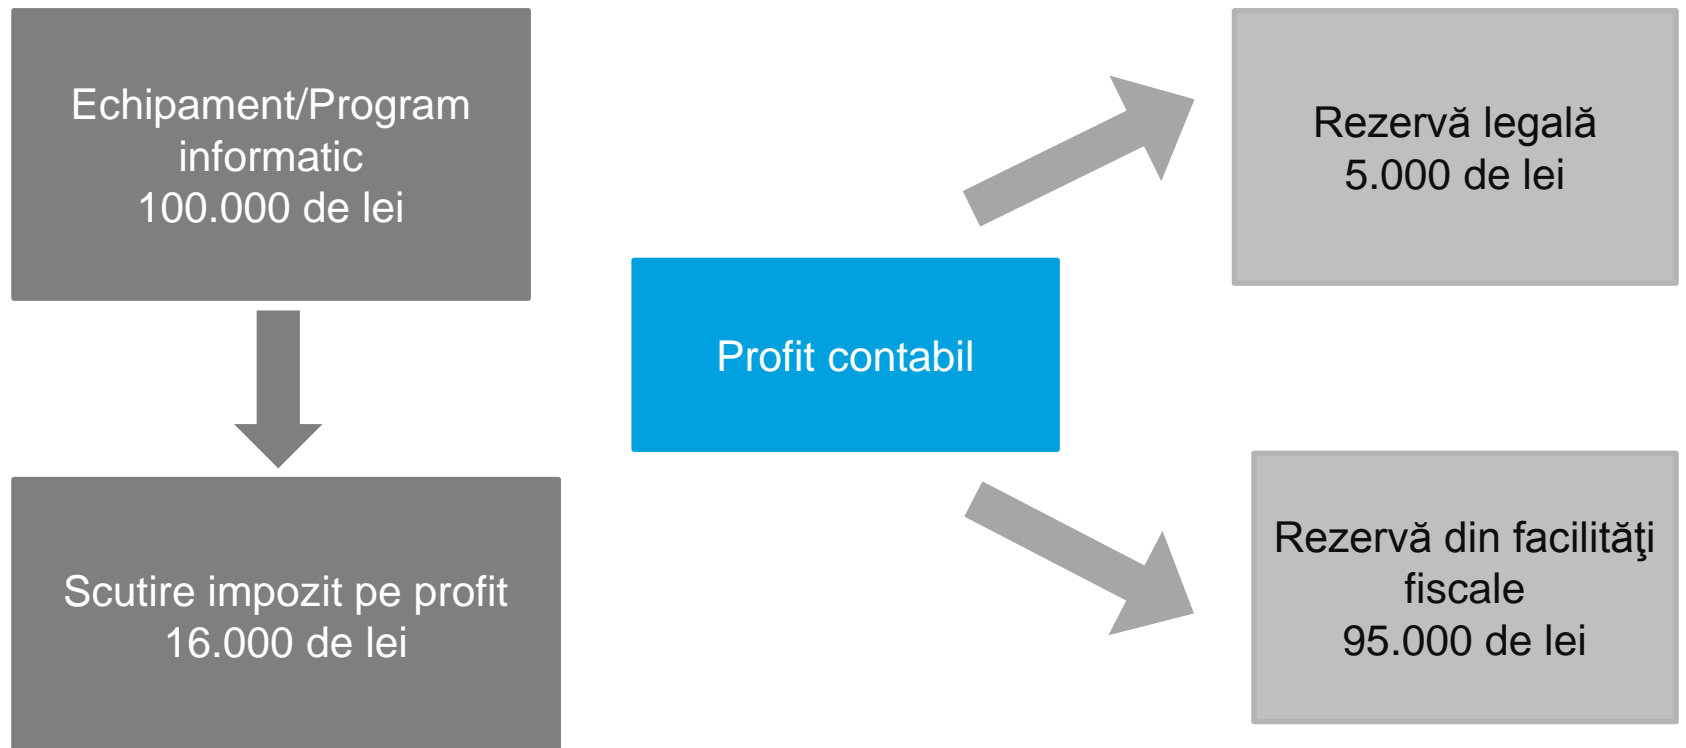 Echipament/Program
informatic
100.000 de lei
Scutire impozit pe profit
16.000 de lei
Profit contabil
Rezervă legală
5.000 de lei
Rezervă din facilităţi
fiscale
95.000 de lei